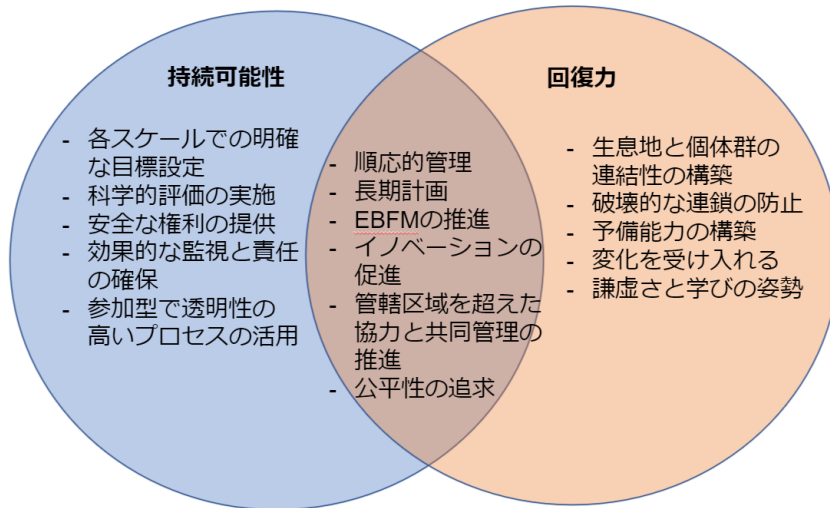 持続可能性
- 各スケールでの明確
な目標設定
- 科学的評価の実施
- 安全な権利の提供
- 効果的な監視と責任
の確保
- 参加型で透明性の
高いプロセスの活用
- 順応的管理
- 長期計画
- EBFMの推進
- イノベーションの
促進
- 管轄区域を超えた
協力と共同管理の
推進
- 公平性の追求
回復力
- 生息地と個体群の
連結性の構築
- 破壊的な連鎖の防止
- 予備能力の構築
- 変化を受け入れる
- 謙虚さと学びの姿勢